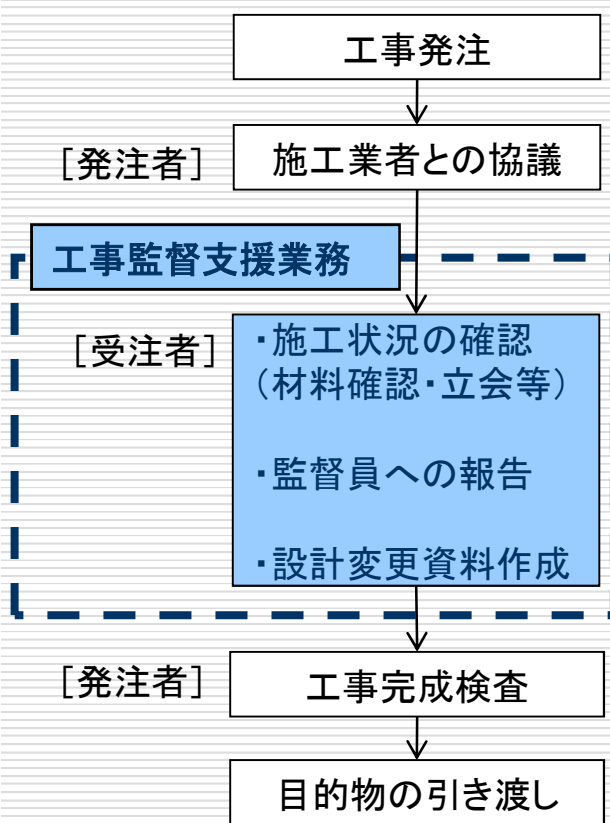 工事発注
[発注者]
施工業者との協議
工事監督支援業務
[受注者]
・施工状況の確認
(材料確認・立会等)
・監督員への報告
・設計変更資料作成
[発注者]
工事完成検査
目的物の引き渡し